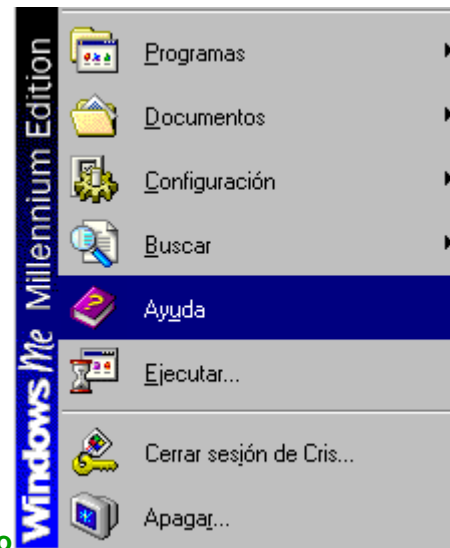 Windows Me Millennium Edition
Programas
Documentos
Configuración
Buscar
Ayuda
Ejecutar...
Cerrar sesión de Cris...
Apagar...
o